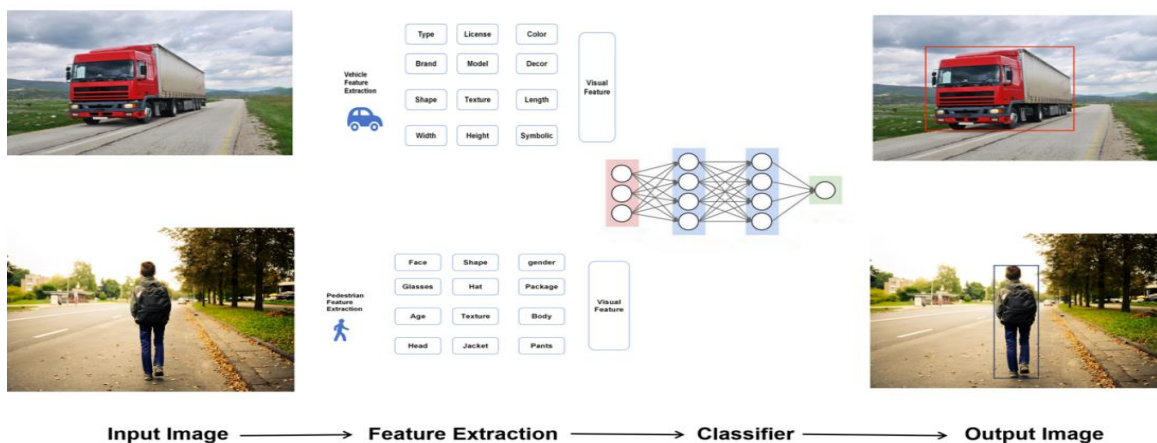 Type License Color
Vehicle
Feature
Extraction
Brand Model Decor
Visual
Feature
Shape Texture Length
Width Height Symbolic
Face Shape gender
Pedestrian
Feature
Extraction
Glasses Hat Package
Visual
Feature
Age Texture Body
Head Jacket Pants
Input Image Feature Extraction Classifier Output Image